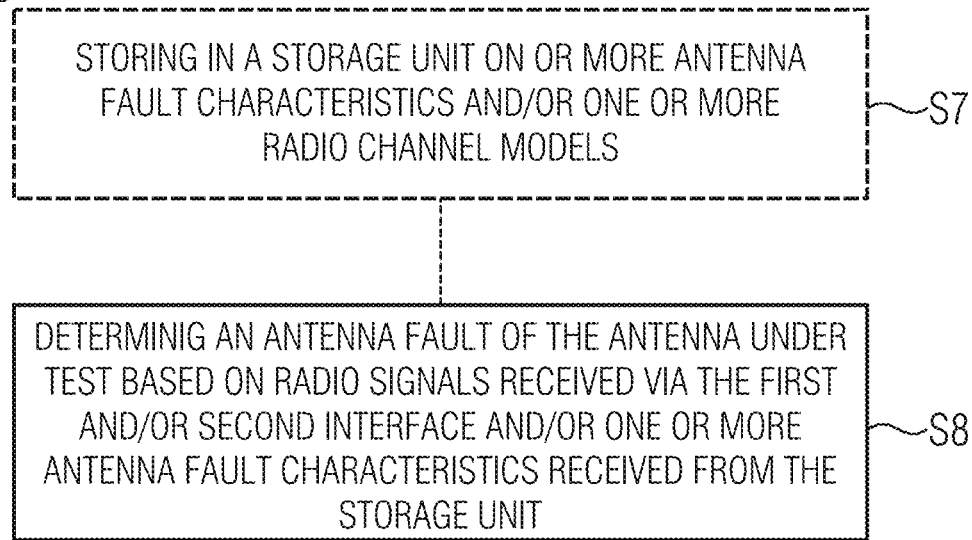 STORING IN A STORAGE UNIT ON OR MORE ANTENNA
FAULT CHARACTERISTICS AND/OR ONE OR MORE
RADIO CHANNEL MODELS
S7
DETERMINIG AN ANTENNA FAULT OF THE ANTENNA UNDER
TEST BASED ON RADIO SIGNALS RECEIVED VIA THE FIRST
AND/OR SECOND INTERFACE AND/OR ONE OR MORE
ANTENNA FAULT CHARACTERISTICS RECEIVED FROM THE
STORAGE UNIT
S8